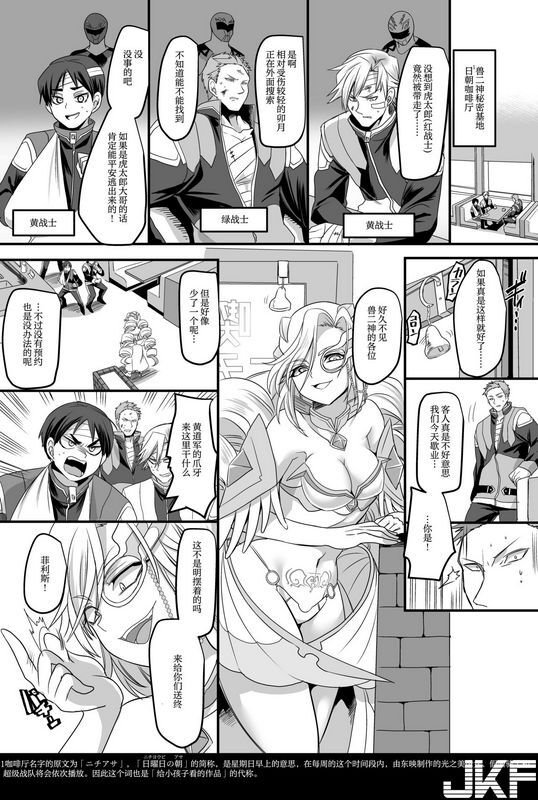 兽二神秘密基地
日朝咖啡厅
没想到虎太郎(红战士)
竟然被带走了……
黄战士
是啊
相对受伤较轻的卯月
正在外面搜索
不知道能不能找到
绿战士
没事的吧
如果是虎太郎大哥的话
肯定能平安逃出来的！
黄战士
如果真是这样就好了…
客人真是不好意思
我们今天歇业…
…你是！
好久不见
兽二神的各位
但是好像
少了一个呢…
…不过没有预约
也是没办法的呢
黄道军的爪牙
来这里干什么
这不是明摆着的吗
来给你们送终
菲利斯！
1咖啡厅名字的原文为「ニチアサ」，「日曜日の朝」的简称，是星期日早上的意思，在每周的这个时间段内，由东映制作的光之美
ニチヨウビ アサ
超级战队将会依次播放。因此这个词也是「给小孩子看的作品」的代称。
JKF